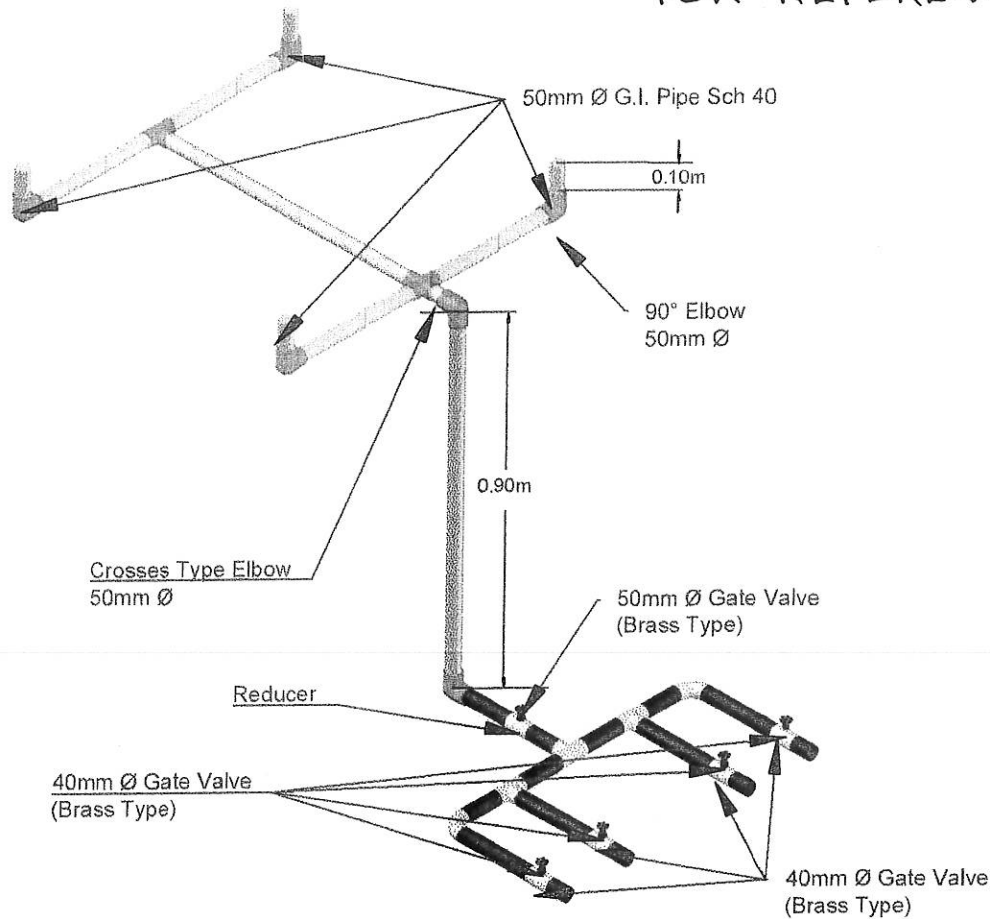 50mm Ø G.I. Pipe Sch 40
0.10m
90° Elbow
50mm Ø
0.90m
Crosses Type Elbow
50mm Ø
50mm Ø Gate Valve
(Brass Type)
Reducer
40mm Ø Gate Valve
(Brass Type)
40mm Ø Gate Valve
(Brass Type)